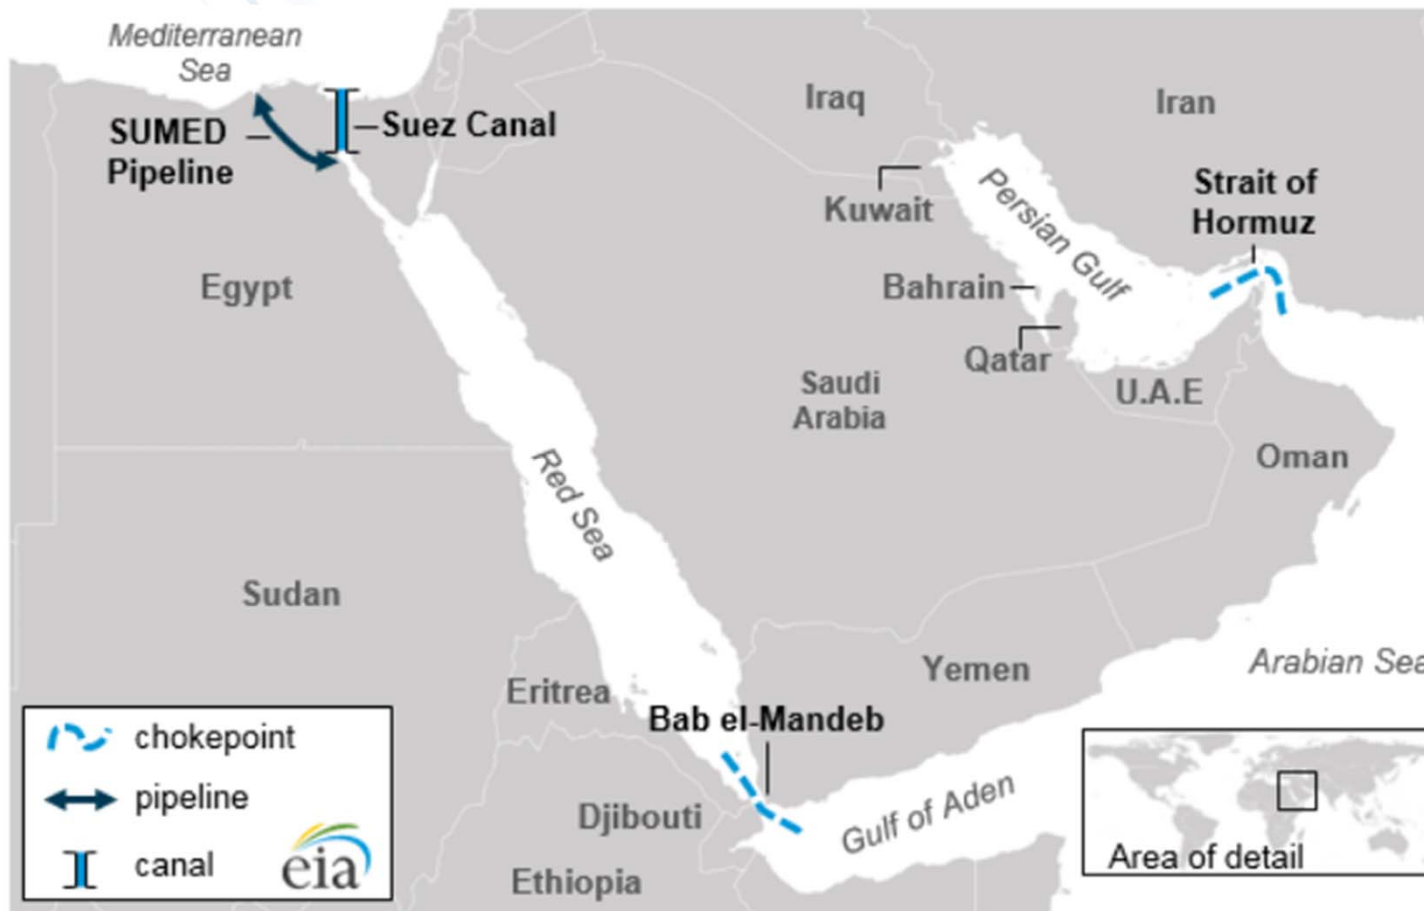 Mediterranean
Sea
SUMED
Pipeline
Suez Canal
Iraq
Iran
Kuwait
Persian Gulf
Strait of
Hormuz
Egypt
Bahrain
Qatar
Saudi
Arabia
U.A.E
Oman
Red Sea
Sudan
Eritrea
Yemen
Arabian Sea
Bab el-Mandeb
Djibouti
Gulf of Aden
Ethiopia
chokepoint
pipeline
canal
eia
Area of detail